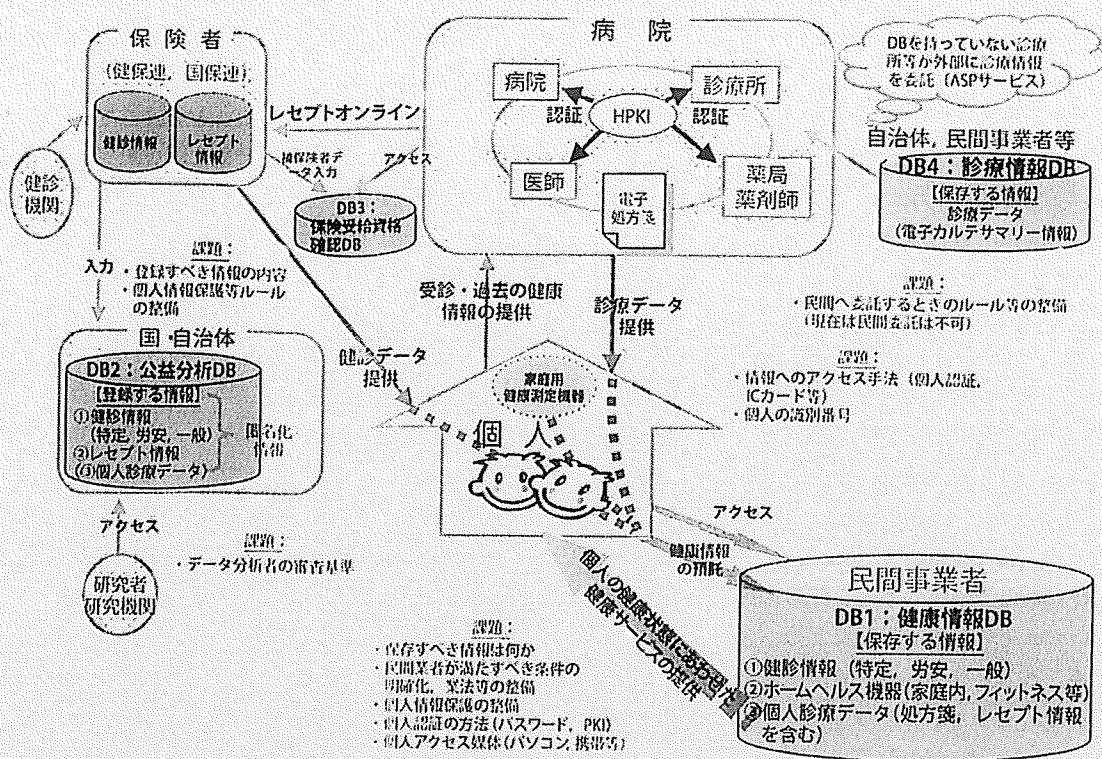 保険者
(健保連, 国保連)
健診情報
レセプト
情報
健診
機関
レセプトオンライン
被保険者デ
ータ入力
アクセス
DB3:
保険受給資格
確認DB
病院
病院
診療所
認証
HPKI
認証
医師
電子
処方箋
薬局
薬剤師
DBを持っていない診療
所等が外部に診療情報
を委託(ASPサービス)
自治体, 民間事業者等
DB4:診療情報DB
【保存する情報】
診療データ
(電子カルテサマリー情報)
入力
課題:
・登録すべき情報の内容
・個人情報保護等ルール
の整備
受診・過去の健康
情報の提供
診療データ
提供
課題:
・民間へ委託するときのルール等の整備
(現在は民間委託は不可)
国・自治体
DB2:公益分析DB
【登録する情報】
①健診情報
(特定, 労安, 一般)
②レセプト情報
(③個人診療データ)
匿名化
情報
健診データ
提供
家庭用
健康測定機器
個人
課題:
・情報へのアクセス手法(個人認証,
ICカード等)
・個人の識別番号
アクセス
研究者
研究機関
課題:
・データ分析者の審査基準
アクセス
健康情報
の預託
個人の健康状態にあわせた
健康サービスの提供
民間事業者
DB1:健康情報DB
【保存する情報】
①健診情報(特定, 労安, 一般)
②ホームヘルス機器(家庭内, フィットネス等)
③個人診療データ(処方箋, レセプト情報
を含む)
課題:
・保存すべき情報は何か
・民間業者が満たすべき条件の
明確化, 業法等の整備
・個人情報保護の整備
・個人認証の方法(パスワード, PKI)
・個人アクセス媒体(パソコン, 携帯等)